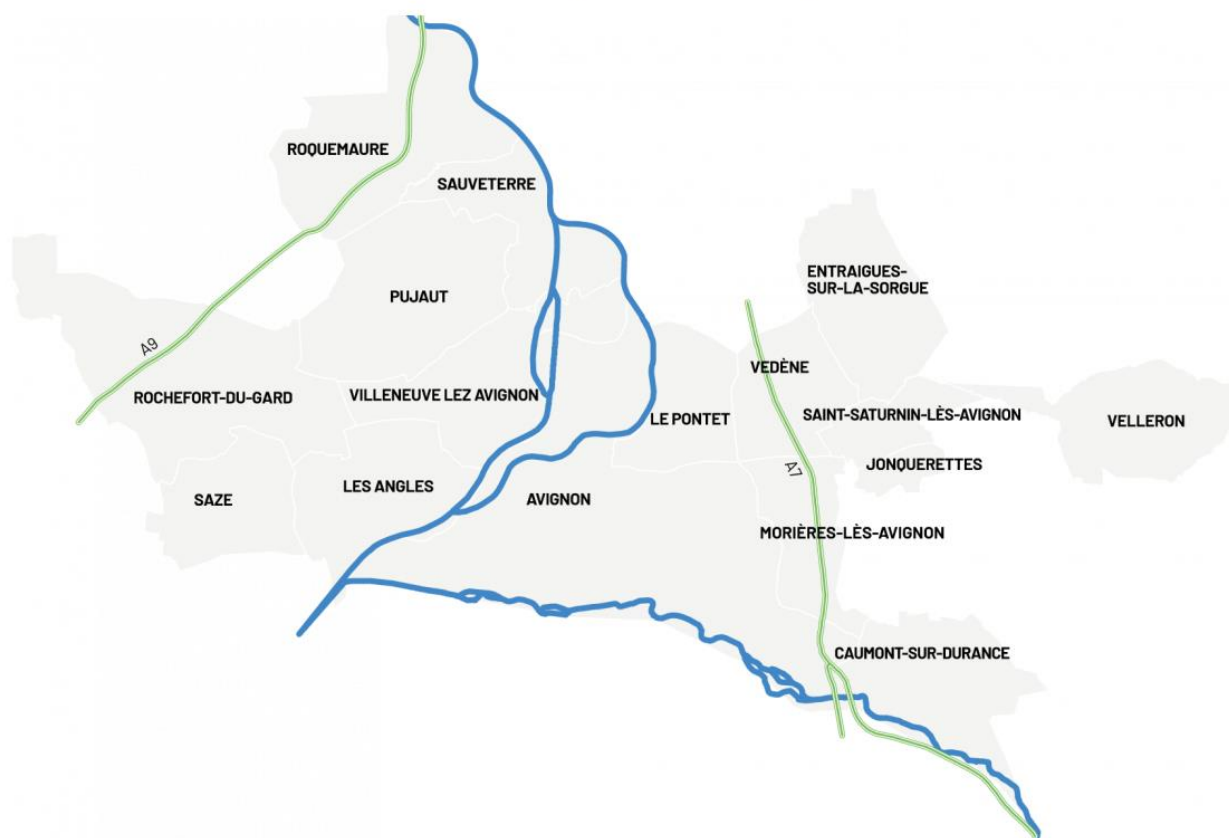 ROQUEMAURE
SAUVETERRE
ENTRAIGUES-
SUR-LA-SORGUE
PUJAUT
A9
VEDÈNE
ROCHEFORT-DU-GARD
VILLENEUVE LEZ AVIGNON
LE PONTET
SAINT-SATURNIN-LÈS-AVIGNON
VELLERON
JONQUERETTES
A7
LES ANGLES
SAZE
AVIGNON
MORIÈRES-LÈS-AVIGNON
CAUMONT-SUR-DURANCE